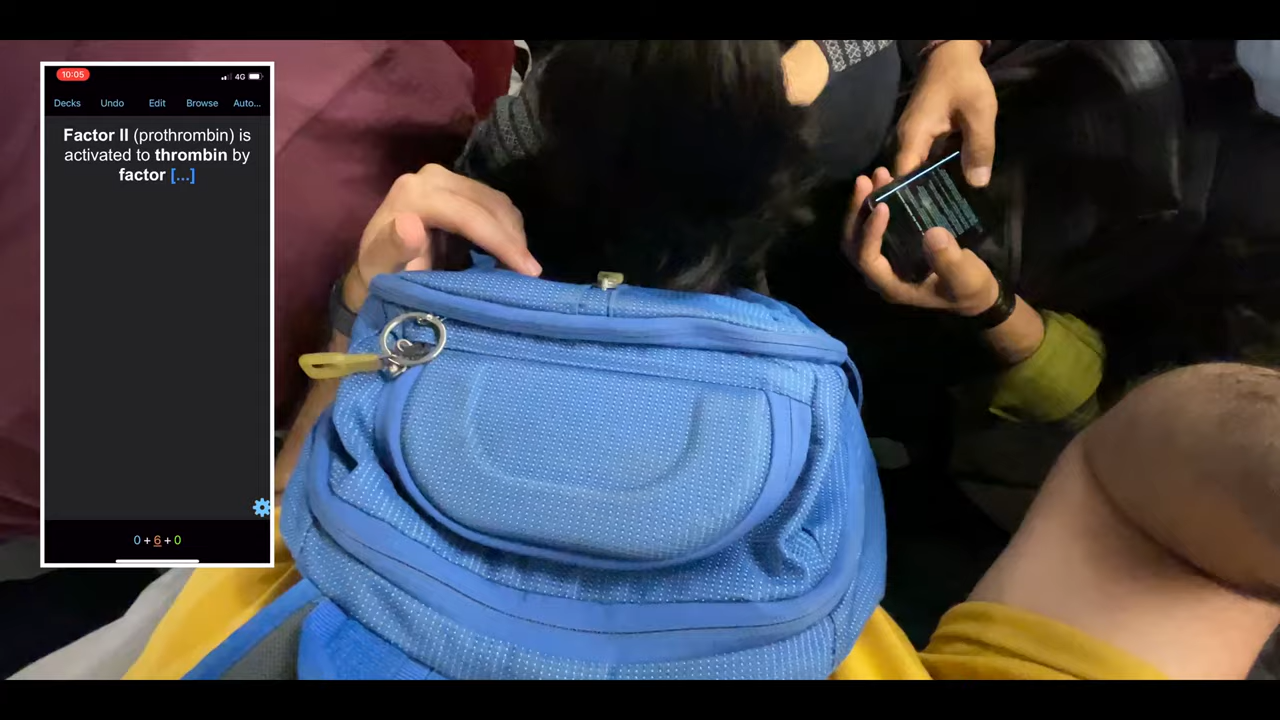 10:05
4G
Decks Undo Edit Browse Auto...
Factor II (prothrombin) is
activated to thrombin by
factor [...]
0 + 6 + 0